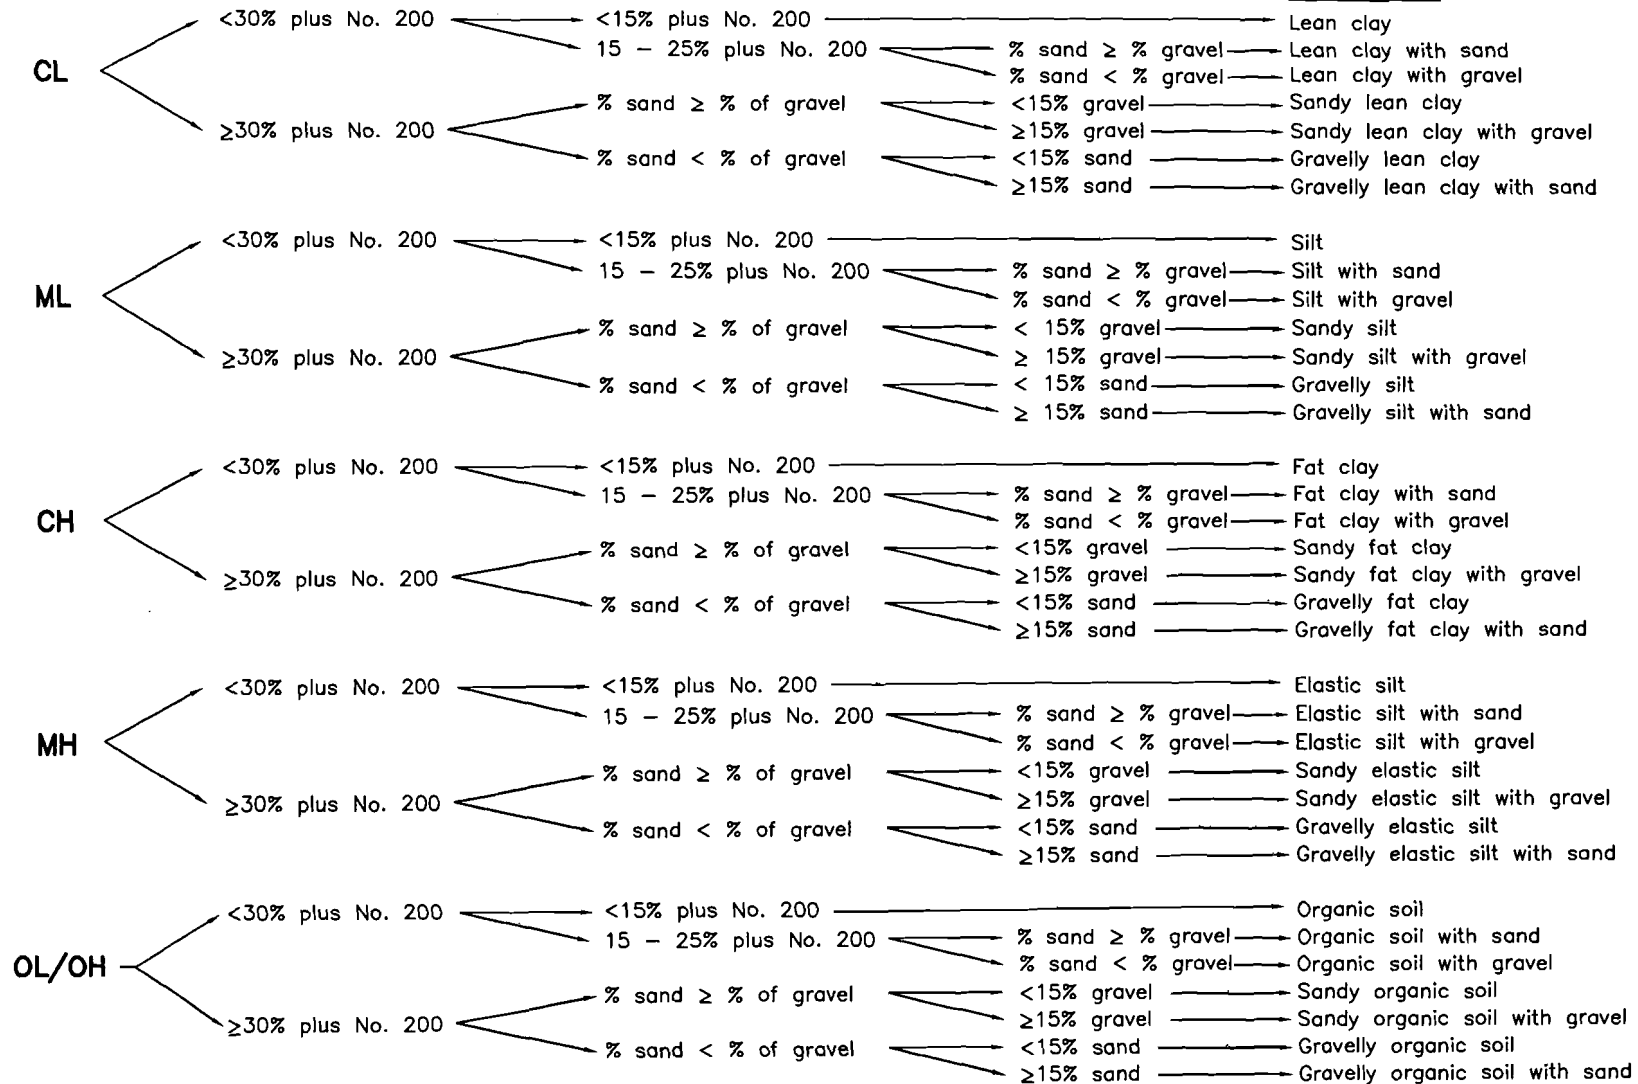 <30% plus No. 200 <15% plus No. 200 Lean clay
15 – 25% plus No. 200 % sand ≥ % gravel Lean clay with sand
CL % sand < % gravel Lean clay with gravel
% sand ≥ % of gravel <15% gravel Sandy lean clay
≥30% plus No. 200 ≥15% gravel Sandy lean clay with gravel
% sand < % of gravel <15% sand Gravelly lean clay
≥15% sand Gravelly lean clay with sand
<30% plus No. 200 <15% plus No. 200 Silt
15 – 25% plus No. 200 % sand ≥ % gravel Silt with sand
ML % sand < % gravel Silt with gravel
% sand ≥ % of gravel < 15% gravel Sandy silt
≥30% plus No. 200 ≥ 15% gravel Sandy silt with gravel
% sand < % of gravel < 15% sand Gravelly silt
≥ 15% sand Gravelly silt with sand
<30% plus No. 200 <15% plus No. 200 Fat clay
15 – 25% plus No. 200 % sand ≥ % gravel Fat clay with sand
CH % sand < % gravel Fat clay with gravel
% sand ≥ % of gravel <15% gravel Sandy fat clay
≥30% plus No. 200 ≥15% gravel Sandy fat clay with gravel
% sand < % of gravel <15% sand Gravelly fat clay
≥15% sand Gravelly fat clay with sand
<30% plus No. 200 <15% plus No. 200 Elastic silt
15 – 25% plus No. 200 % sand ≥ % gravel Elastic silt with sand
MH % sand < % gravel Elastic silt with gravel
% sand ≥ % of gravel <15% gravel Sandy elastic silt
≥30% plus No. 200 ≥15% gravel Sandy elastic silt with gravel
% sand < % of gravel <15% sand Gravelly elastic silt
≥15% sand Gravelly elastic silt with sand
<30% plus No. 200 <15% plus No. 200 Organic soil
15 – 25% plus No. 200 % sand ≥ % gravel Organic soil with sand
OL/OH % sand < % gravel Organic soil with gravel
% sand ≥ % of gravel <15% gravel Sandy organic soil
≥30% plus No. 200 ≥15% gravel Sandy organic soil with gravel
% sand < % of gravel <15% sand Gravelly organic soil
≥15% sand Gravelly organic soil with sand